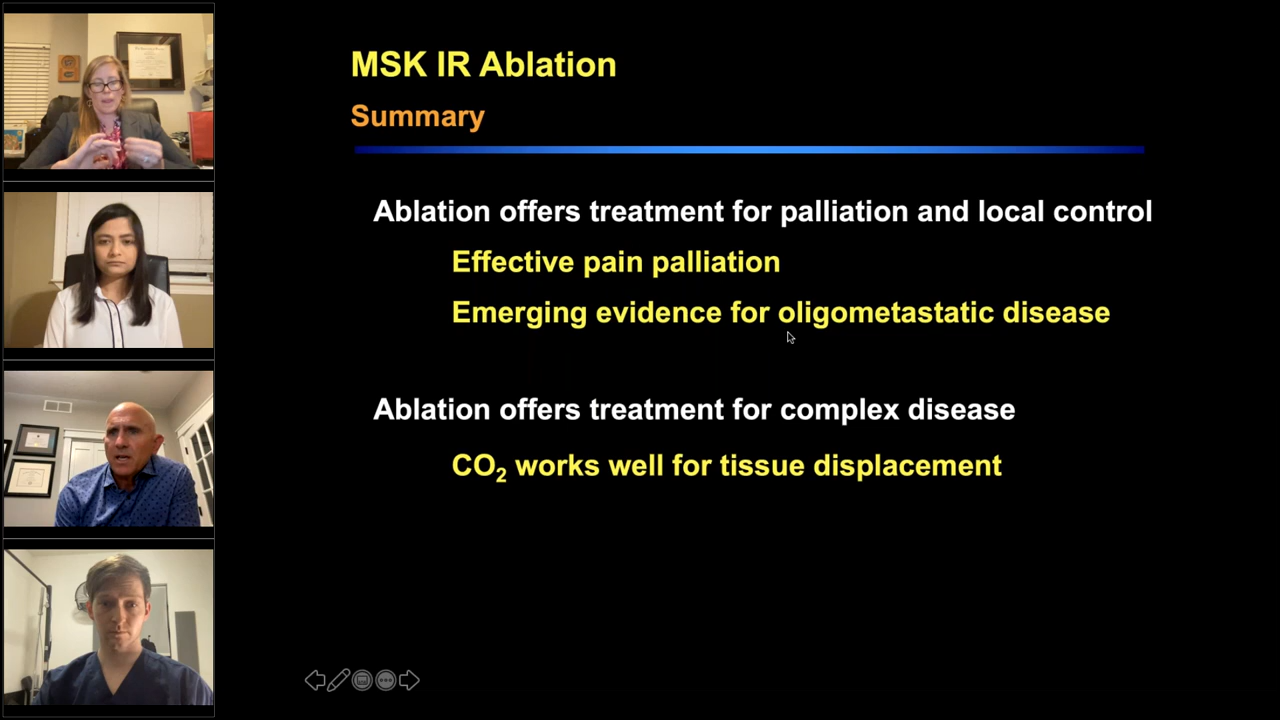 MSK IR Ablation
Summary
Ablation offers treatment for palliation and local control
Effective pain palliation
Emerging evidence for oligometastatic disease
Ablation offers treatment for complex disease
CO₂ works well for tissue displacement